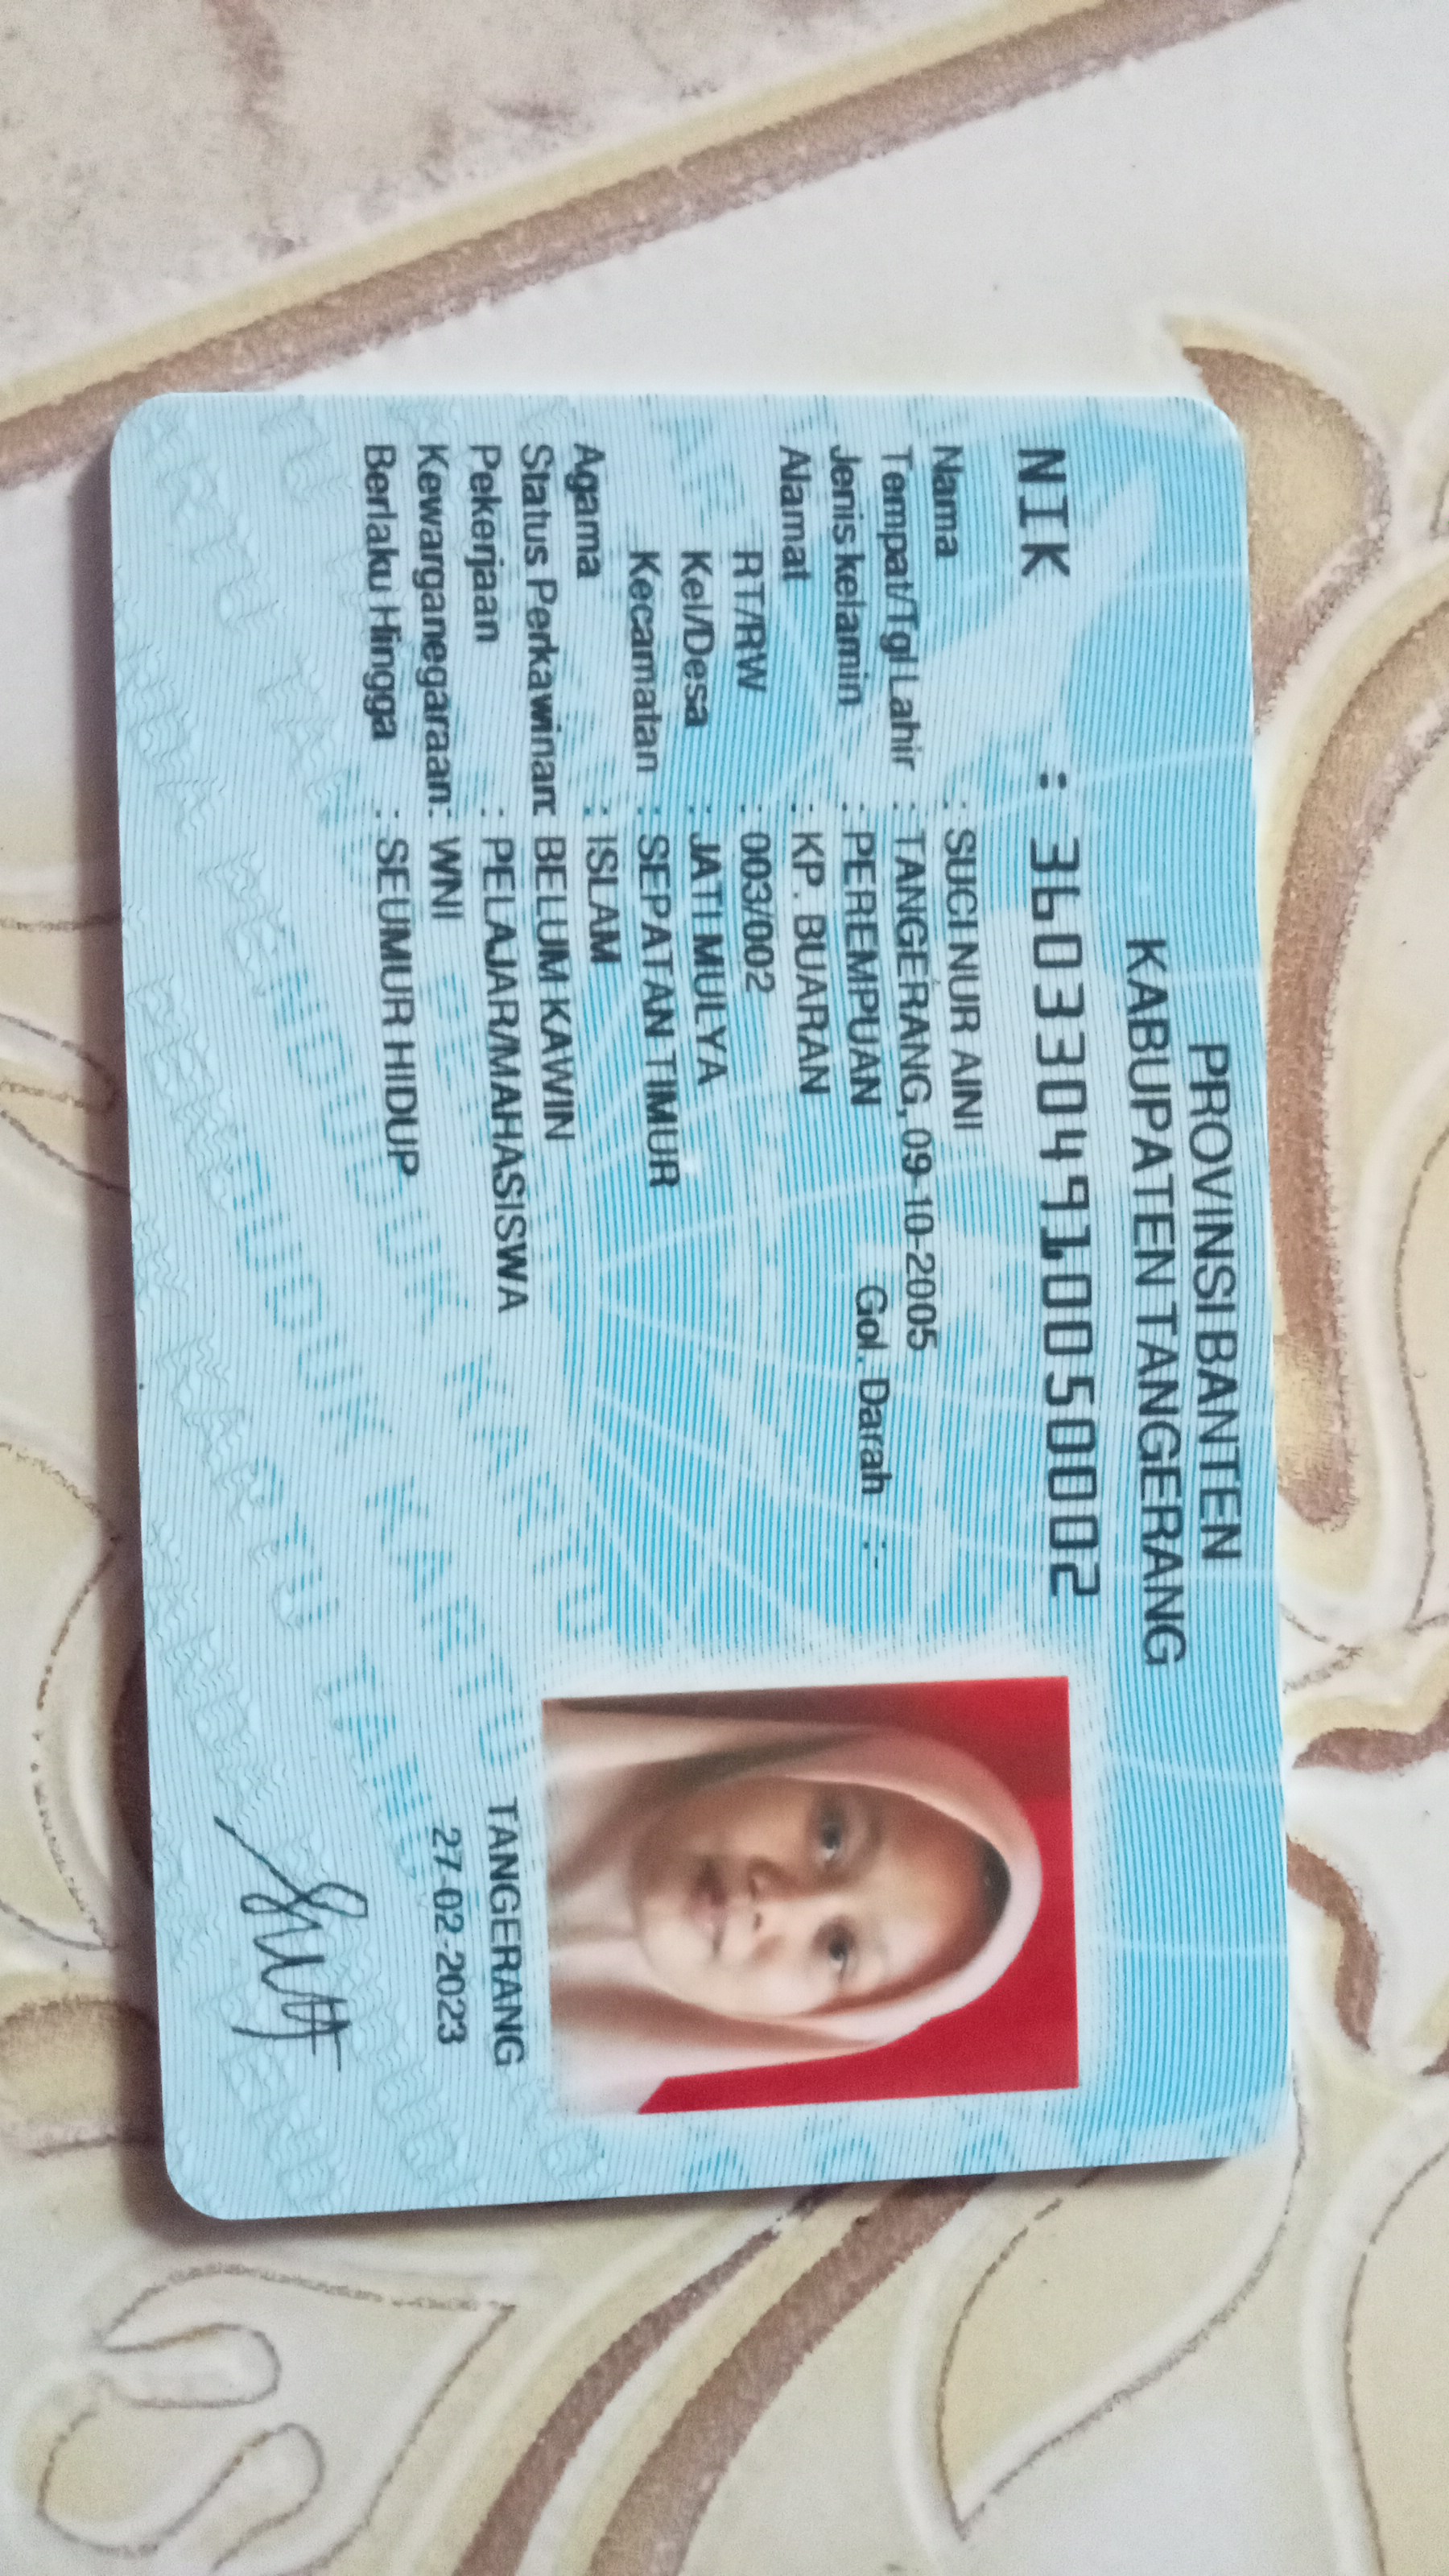 PROVINSI BANTEN
KABUPATEN TANGERANG
NIK : 3603304910050002
Nama : SUCI NUR AINI
Tempat/Tgl Lahir : TANGERANG, 09-10-2005
Jenis kelamin : PEREMPUAN Gol. Darah : -
Alamat : KP. BUARAN
RT/RW : 003/002
Kel/Desa : JATI MULYA
Kecamatan : SEPATAN TIMUR
Agama : ISLAM
Status Perkawinan: BELUM KAWIN
Pekerjaan : PELAJAR/MAHASISWA
Kewarganegaraan: WNI
Berlaku Hingga : SEUMUR HIDUP
TANGERANG
27-02-2023